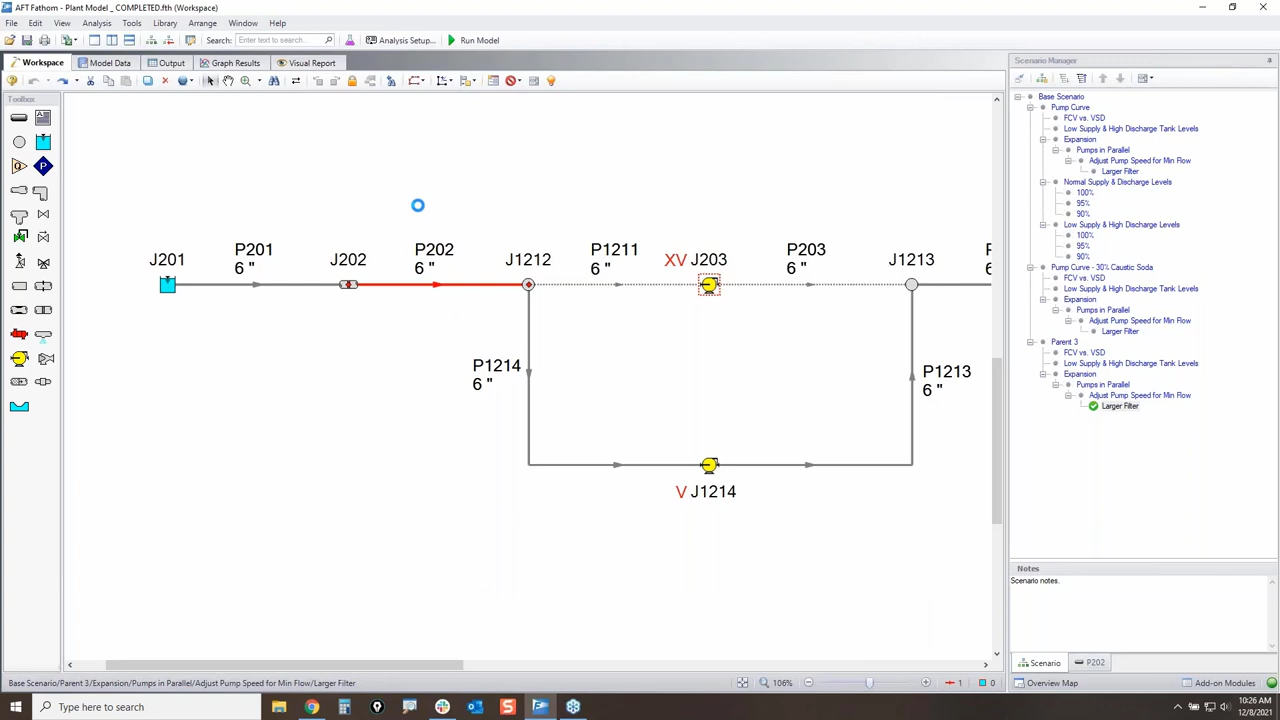 AFT Fathom - Plant Model _ COMPLETED.fth (Workspace)
File Edit View Analysis Tools Library Arrange Window Help
Search: Enter text to search... Analysis Setup... Run Model
Workspace Model Data Output Graph Results Visual Report
Scenario Manager
Toolbox
Base Scenario
Pump Curve
FCV vs. VSD
Low Supply & High Discharge Tank Levels
Expansion
Pumps in Parallel
Adjust Pump Speed for Min Flow
Larger Filter
Normal Supply & Discharge Levels
100%
95%
90%
Low Supply & High Discharge Levels
100%
95%
90%
Pump Curve - 30% Caustic Soda
FCV vs. VSD
Low Supply & High Discharge Tank Levels
Expansion
Pumps in Parallel
Adjust Pump Speed for Min Flow
Larger Filter
Parent 3
FCV vs. VSD
Low Supply & High Discharge Tank Levels
Expansion
Pumps in Parallel
Adjust Pump Speed for Min Flow
Larger Filter
J201
P201
6 "
J202
P202
6 "
J1212
P1211
6 "
XV J203
P203
6 "
J1213
P1214
6 "
P1213
6 "
V J1214
Notes
Scenario notes.
Scenario P202
Base Scenario/Parent 3/Expansion/Pumps in Parallel/Adjust Pump Speed for Min Flow/Larger Filter
106%
1
0
Overview Map
Add-on Modules
Type here to search
10:26 AM
12/8/2021